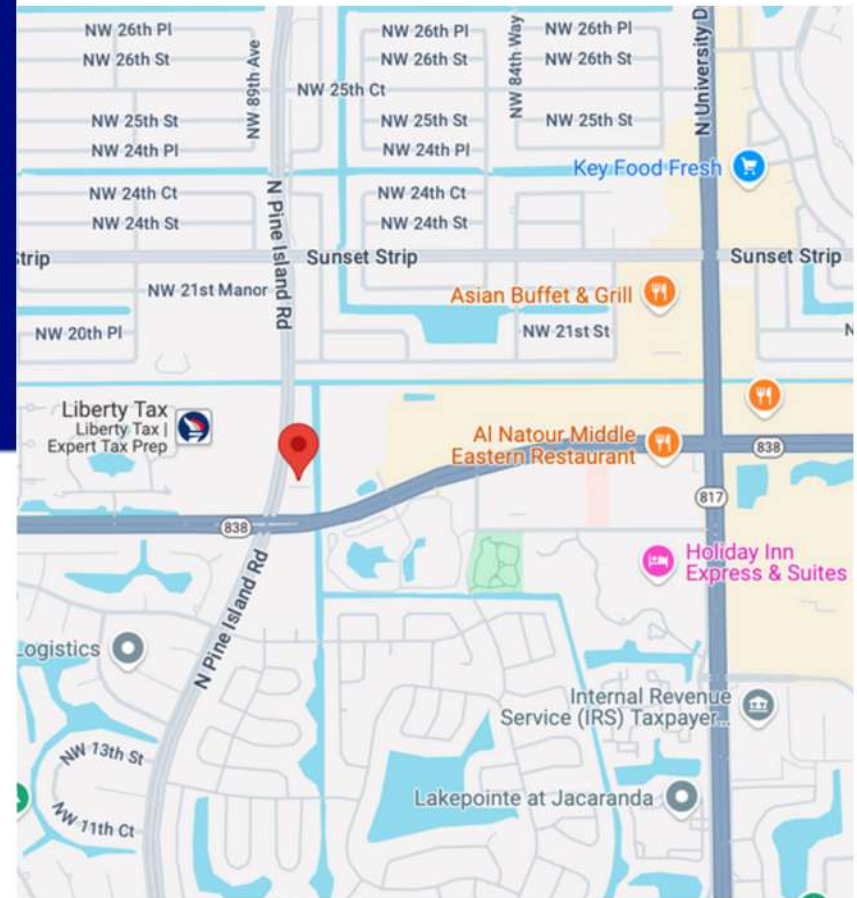 NW 26th Pl
NW 26th Pl
NW 26th Pl
NW 26th St
NW 26th St
NW 26th St
NW 89th Ave
NW 84th Way
N University D
NW 25th Ct
NW 25th St
NW 25th St
NW 25th St
NW 24th Pl
NW 24th Pl
Key Food Fresh
NW 24th Ct
NW 24th Ct
NW 24th St
NW 24th St
N Pine Island Rd
Strip
Sunset Strip
Sunset Strip
NW 21st Manor
Asian Buffet & Grill
NW 20th Pl
NW 21st St
N
Liberty Tax
Liberty Tax |
Expert Tax Prep
Al Natour Middle
Eastern Restaurant
838
817
838
Holiday Inn
Express & Suites
N Pine Island Rd
Logistics
Internal Revenue
Service (IRS) Taxpayer...
NW 13th St
NW 11th Ct
Lakepointe at Jacaranda